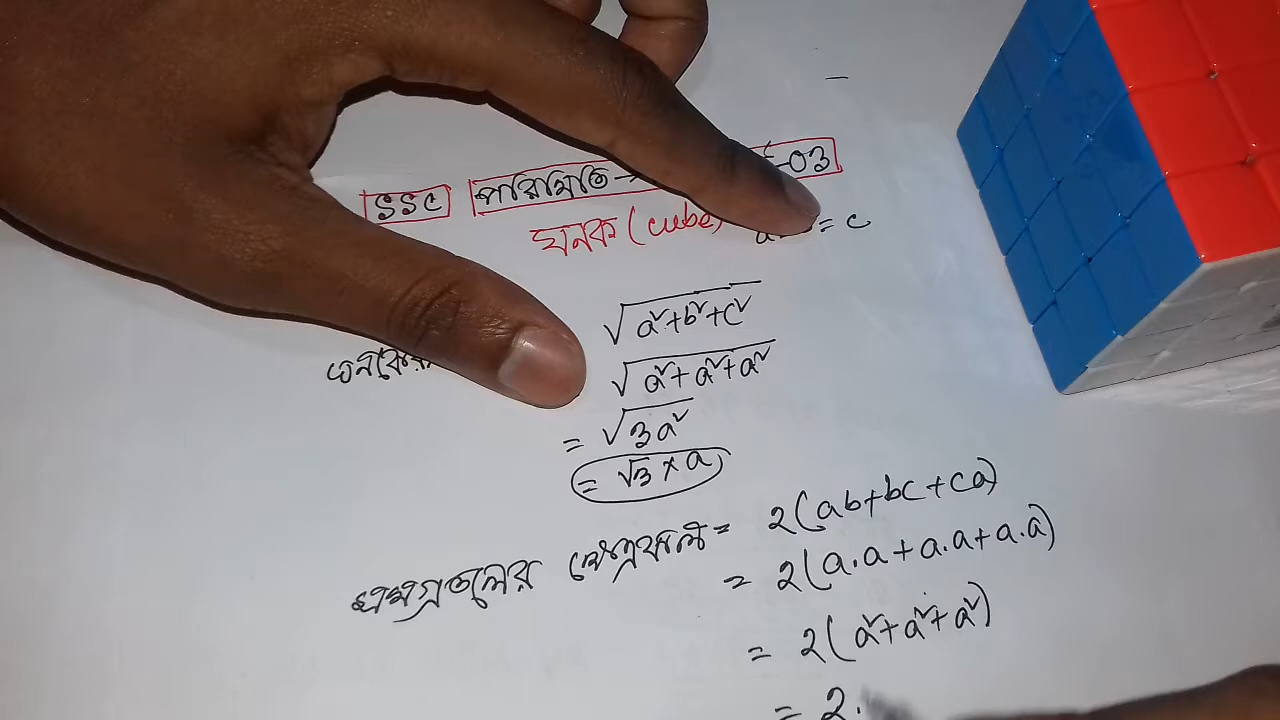 SSC পরিমিতি → -03
ঘনক (cube) = c
√a²+b²+c²
√a²+a²+a²
= √3a²
= √3 × a
সমগ্রতলের ক্ষেত্রফল = 2(ab+bc+ca)
= 2(a.a+a.a+a.a)
= 2(a²+a²+a²)
= 2.